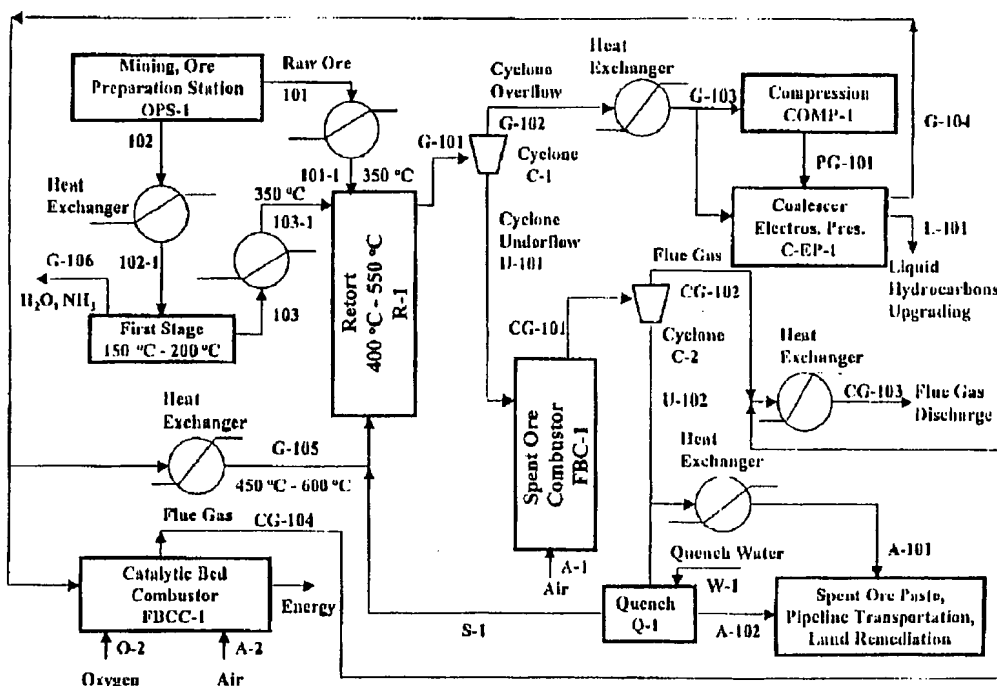 Mining, Ore
Preparation Station
OPS-1
Raw Ore
101
102
Heat
Exchanger
102-1
G-106
H₂O, NH₃
First Stage
150 °C - 200 °C
103
350 °C
103-1
101-1
350 °C
Retort
400 °C - 550 °C
R-1
G-101
Cyclone
Overflow
G-102
Cyclone
C-1
Cyclone
Underflow
U-101
Heat
Exchanger
G-103
Compression
COMP-1
PG-101
G-104
Coalescer
Electros. Pres.
C-EP-1
L-101
Liquid
Hydrocarbons
Upgrading
Flue Gas
CG-102
CG-101
Cyclone
C-2
U-102
Heat
Exchanger
CG-103
Flue Gas
Discharge
Spent Ore
Combustor
FBC-1
A-1
Air
Heat
Exchanger
A-101
Quench Water
W-1
Quench
Q-1
A-102
Spent Ore Paste,
Pipeline Transportation,
Land Remediation
S-1
Heat
Exchanger
G-105
450 °C - 600 °C
Flue Gas
CG-104
Catalytic Bed
Combustor
FBCC-1
Energy
O-2
Oxygen
A-2
Air